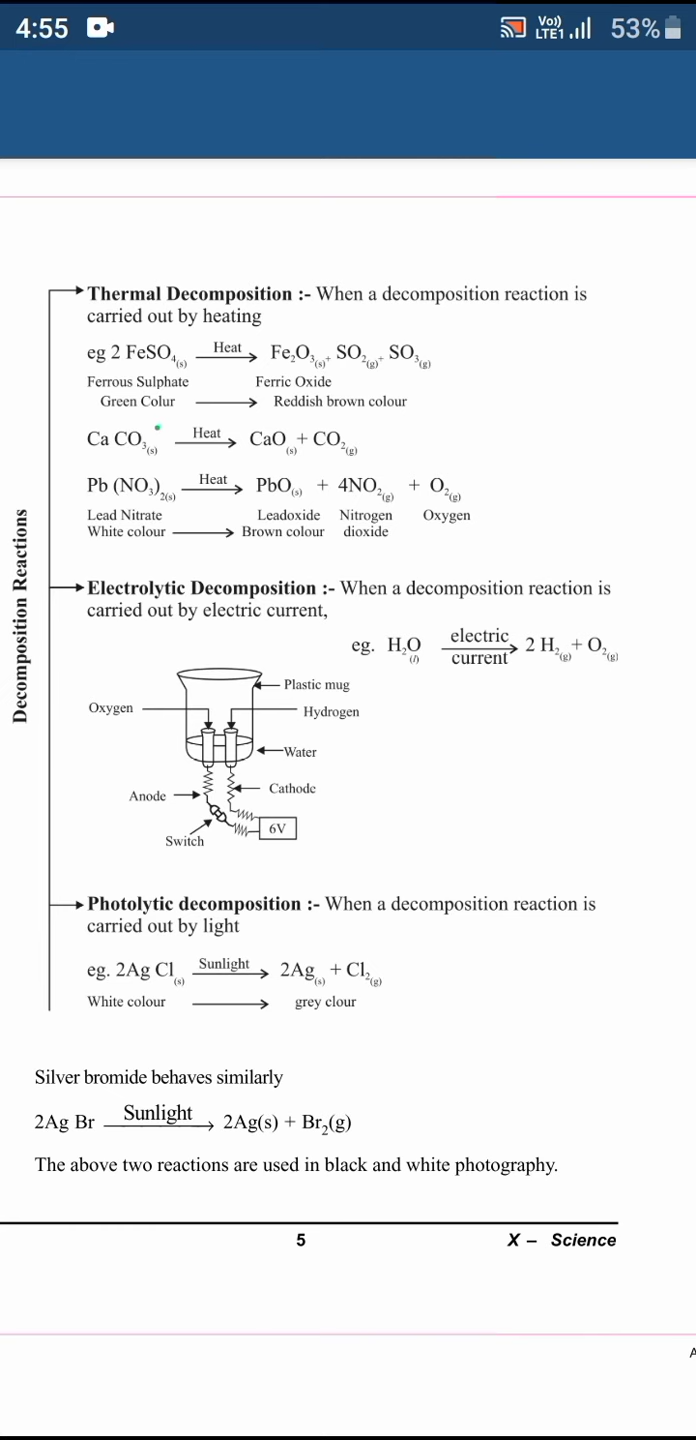 4:55 Vo)) LTE1 53%
Thermal Decomposition :- When a decomposition reaction is
carried out by heating
eg 2 FeSO₄(s) Heat → Fe₂O₃(s)+ SO₂(g)+ SO₃(g)
Ferrous Sulphate Ferric Oxide
Green Colur → Reddish brown colour
Ca CO₃(s) Heat → CaO(s) + CO₂(g)
Pb (NO₃)₂(s) Heat → PbO(s) + 4NO₂(g) + O₂(g)
Lead Nitrate Leadoxide Nitrogen Oxygen
White colour → Brown colour dioxide
Decomposition Reactions
Electrolytic Decomposition :- When a decomposition reaction is
carried out by electric current,
eg. H₂O(l) electric current → 2 H₂(g) + O₂(g)
Plastic mug
Oxygen
Hydrogen
Water
Cathode
Anode
6V
Switch
Photolytic decomposition :- When a decomposition reaction is
carried out by light
eg. 2Ag Cl(s) Sunlight → 2Ag(s) + Cl₂(g)
White colour → grey clour
Silver bromide behaves similarly
2Ag Br Sunlight → 2Ag(s) + Br₂(g)
The above two reactions are used in black and white photography.
5 X – Science
A